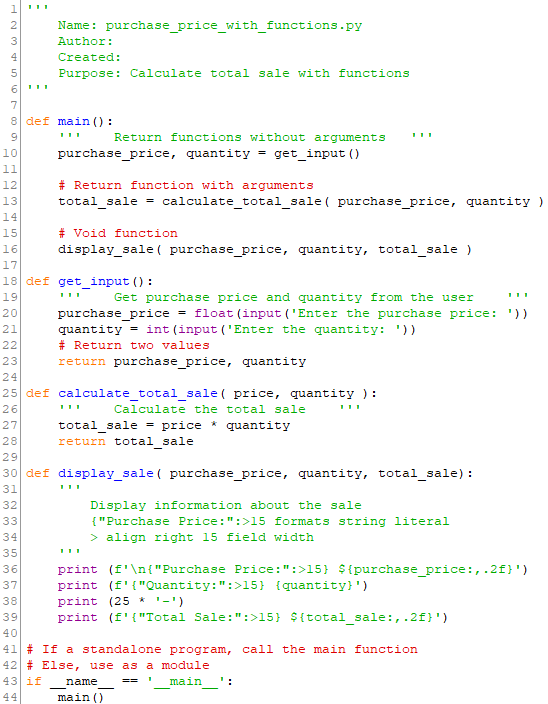 1 '''
2     Name: purchase_price_with_functions.py
3     Author:
4     Created:
5     Purpose: Calculate total sale with functions
6 '''
7
8 def main():
9     '''    Return functions without arguments   '''
10     purchase_price, quantity = get_input()
11
12     # Return function with arguments
13     total_sale = calculate_total_sale( purchase_price, quantity )
14
15     # Void function
16     display_sale( purchase_price, quantity, total_sale )
17
18 def get_input():
19     '''    Get purchase price and quantity from the user    '''
20     purchase_price = float(input('Enter the purchase price: '))
21     quantity = int(input('Enter the quantity: '))
22     # Return two values
23     return purchase_price, quantity
24
25 def calculate_total_sale( price, quantity ):
26     '''    Calculate the total sale    '''
27     total_sale = price * quantity
28     return total_sale
29
30 def display_sale( purchase_price, quantity, total_sale):
31     '''
32         Display information about the sale
33         {"Purchase Price:":>15 formats string literal
34         > align right 15 field width
35     '''
36     print (f'\n{"Purchase Price:":>15} ${purchase_price:,.2f}')
37     print (f'{"Quantity:":>15} {quantity}')
38     print (25 * '-')
39     print (f'{"Total Sale:":>15} ${total_sale:,.2f}')
40
41 # If a standalone program, call the main function
42 # Else, use as a module
43 if __name__ == '__main__':
44     main()